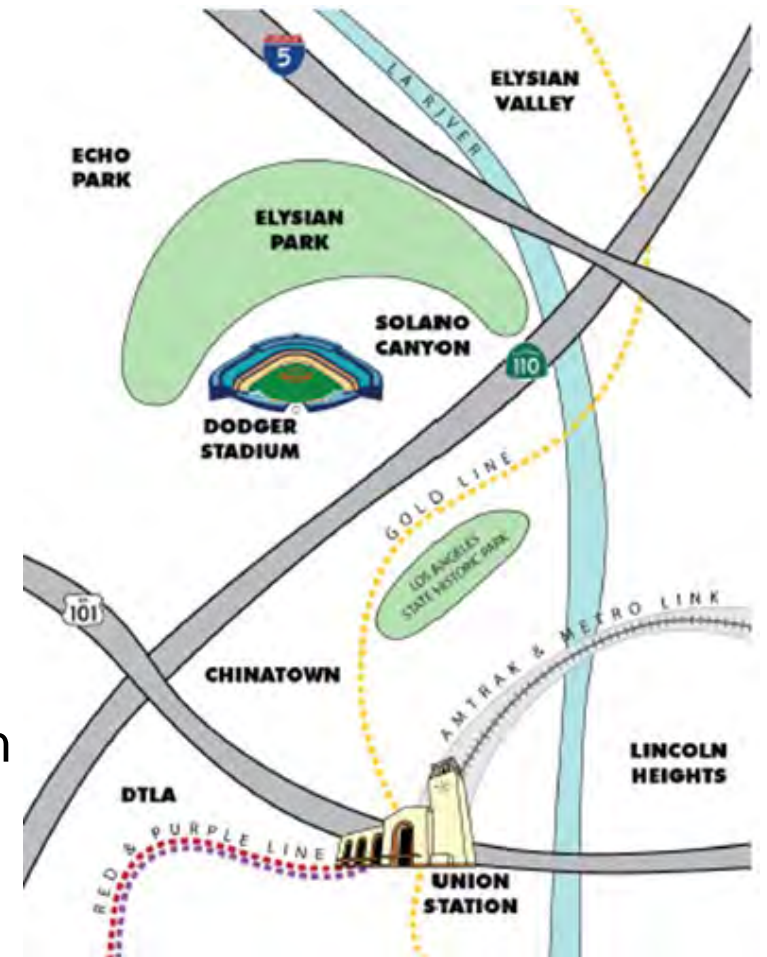 5
LA RIVER
ELYSIAN
VALLEY
ECHO
PARK
ELYSIAN
PARK
SOLANO
CANYON
110
DODGER
STADIUM
GOLD LINE
LOS ANGELES
STATE HISTORIC PARK
101
AMTRAK & METRO LINK
CHINATOWN
n
LINCOLN
HEIGHTS
DTLA
RED & PURPLE LINE
UNION
STATION